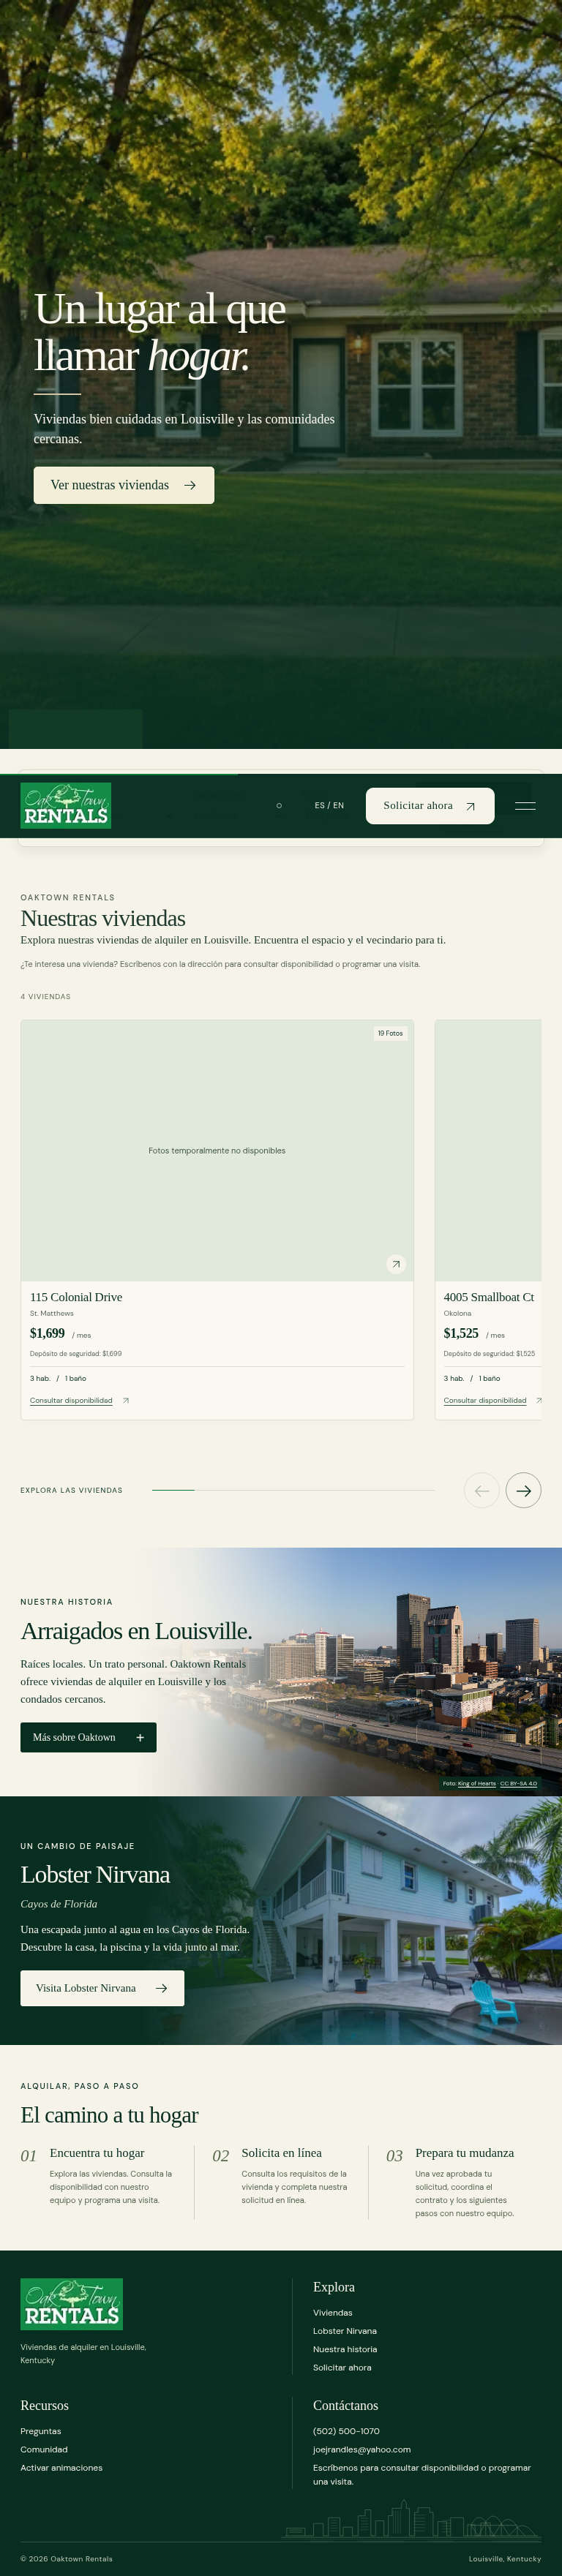 Un lugar al que
llamar hogar.
Viviendas bien cuidadas en Louisville y las comunidades
cercanas.
Ver nuestras viviendas
Oak Town
RENTALS
ES / EN
Solicitar ahora
OAKTOWN RENTALS
Nuestras viviendas
Explora nuestras viviendas de alquiler en Louisville. Encuentra el espacio y el vecindario para ti.
¿Te interesa una vivienda? Escríbenos con la dirección para consultar disponibilidad o programar una visita.
4 VIVIENDAS
19 Fotos
Fotos temporalmente no disponibles
115 Colonial Drive
St. Matthews
$1,699 / mes
Depósito de seguridad: $1,699
3 hab. / 1 baño
Consultar disponibilidad
4005 Smallboat Ct
Okolona
$1,525 / mes
Depósito de seguridad: $1,525
3 hab. / 1 baño
Consultar disponibilidad
EXPLORA LAS VIVIENDAS
NUESTRA HISTORIA
Arraigados en Louisville.
Raíces locales. Un trato personal. Oaktown Rentals
ofrece viviendas de alquiler en Louisville y los
condados cercanos.
Más sobre Oaktown
Foto: King of Hearts · CC BY-SA 4.0
UN CAMBIO DE PAISAJE
Lobster Nirvana
Cayos de Florida
Una escapada junto al agua en los Cayos de Florida.
Descubre la casa, la piscina y la vida junto al mar.
Visita Lobster Nirvana
ALQUILAR, PASO A PASO
El camino a tu hogar
01 Encuentra tu hogar
Explora las viviendas. Consulta la
disponibilidad con nuestro
equipo y programa una visita.
02 Solicita en línea
Consulta los requisitos de la
vivienda y completa nuestra
solicitud en línea.
03 Prepara tu mudanza
Una vez aprobada tu
solicitud, coordina el
contrato y los siguientes
pasos con nuestro equipo.
Oak Town
RENTALS
Viviendas de alquiler en Louisville,
Kentucky
Explora
Viviendas
Lobster Nirvana
Nuestra historia
Solicitar ahora
Recursos
Preguntas
Comunidad
Activar animaciones
Contáctanos
(502) 500-1070
joejrandles@yahoo.com
Escríbenos para consultar disponibilidad o programar
una visita.
© 2026 Oaktown Rentals
Louisville, Kentucky